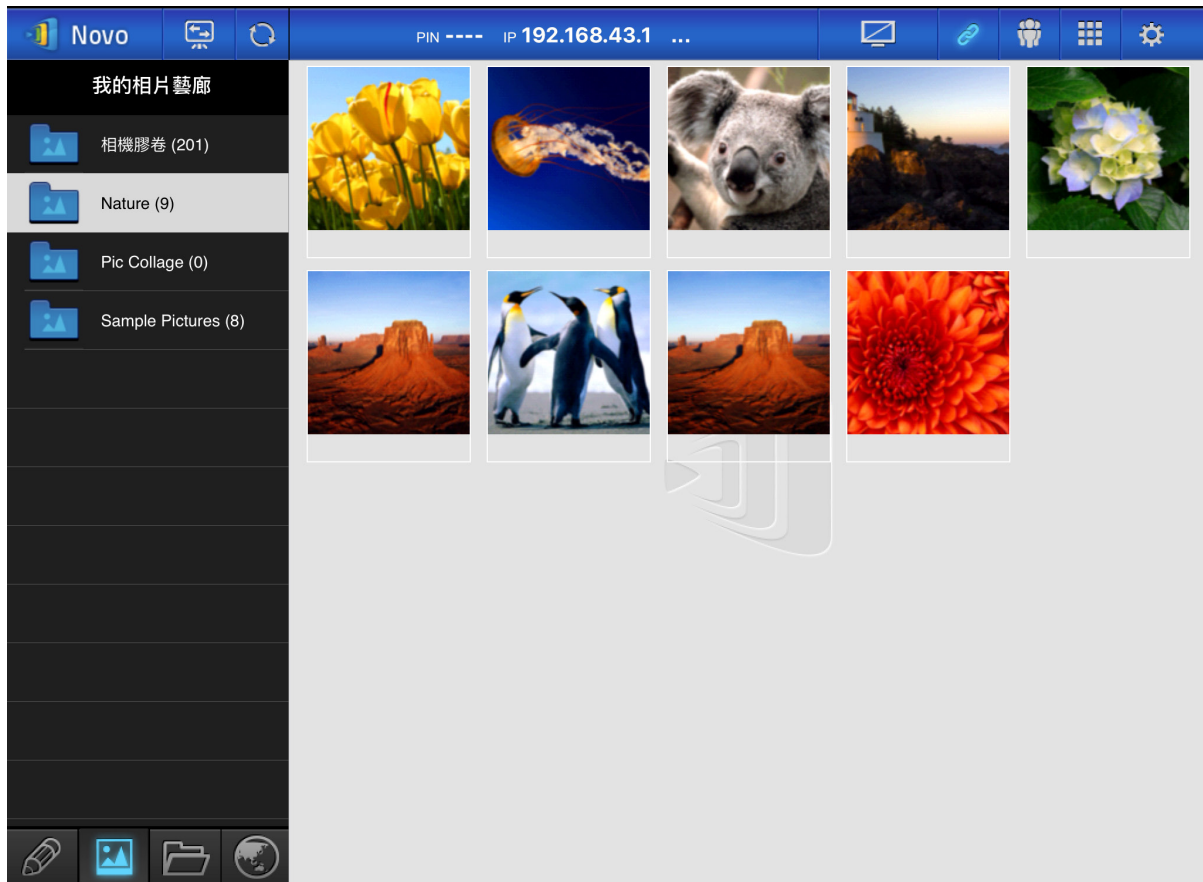 Novo
PIN ---- IP 192.168.43.1 ...
我的相片藝廊
相機膠卷 (201)
Nature (9)
Pic Collage (0)
Sample Pictures (8)